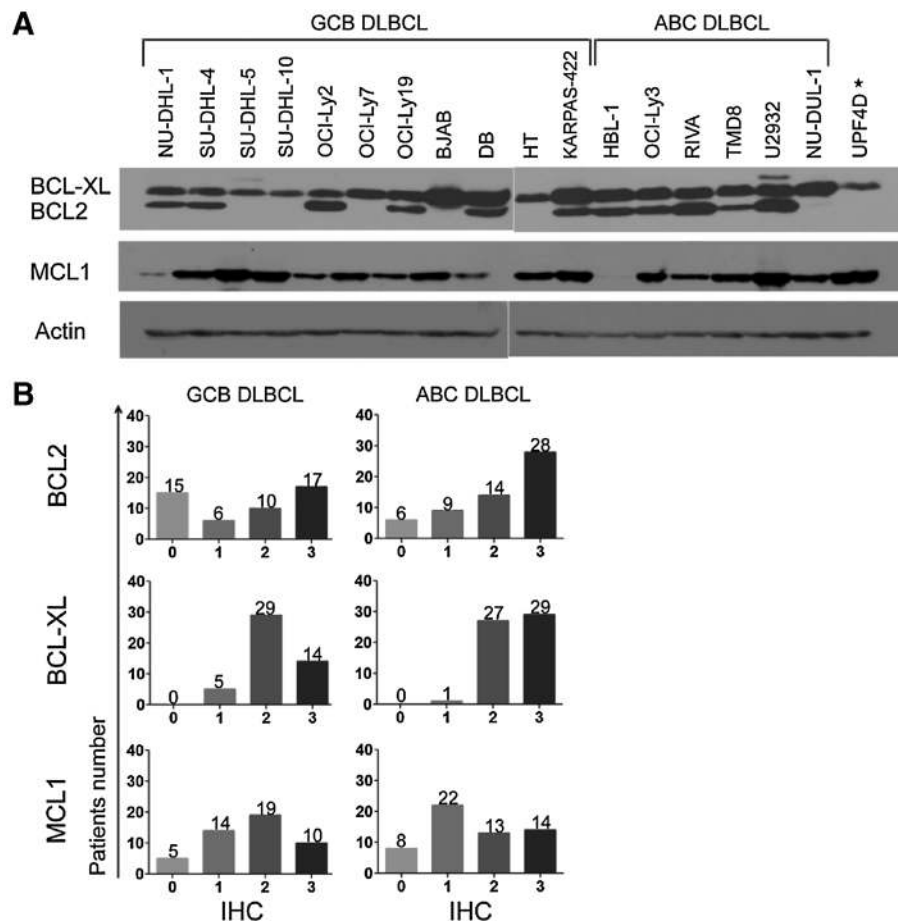 A
GCB DLBCL
ABC DLBCL
NU-DHL-1
SU-DHL-4
SU-DHL-5
SU-DHL-10
OCI-Ly2
OCI-Ly7
OCI-Ly19
BJAB
DB
HT
KARPAS-422
HBL-1
OCI-Ly3
RIVA
TMD8
U2932
NU-DUL-1
UPF4D *
BCL-XL
BCL2
MCL1
Actin
B
GCB DLBCL
ABC DLBCL
BCL2
40
30
20
10
0
15
6
10
17
0 1 2 3
40
30
20
10
0
6
9
14
28
0 1 2 3
BCL-XL
40
30
20
10
0
0
5
29
14
0 1 2 3
40
30
20
10
0
0
1
27
29
0 1 2 3
MCL1
Patients number
40
30
20
10
0
5
14
19
10
0 1 2 3
IHC
40
30
20
10
0
8
22
13
14
0 1 2 3
IHC